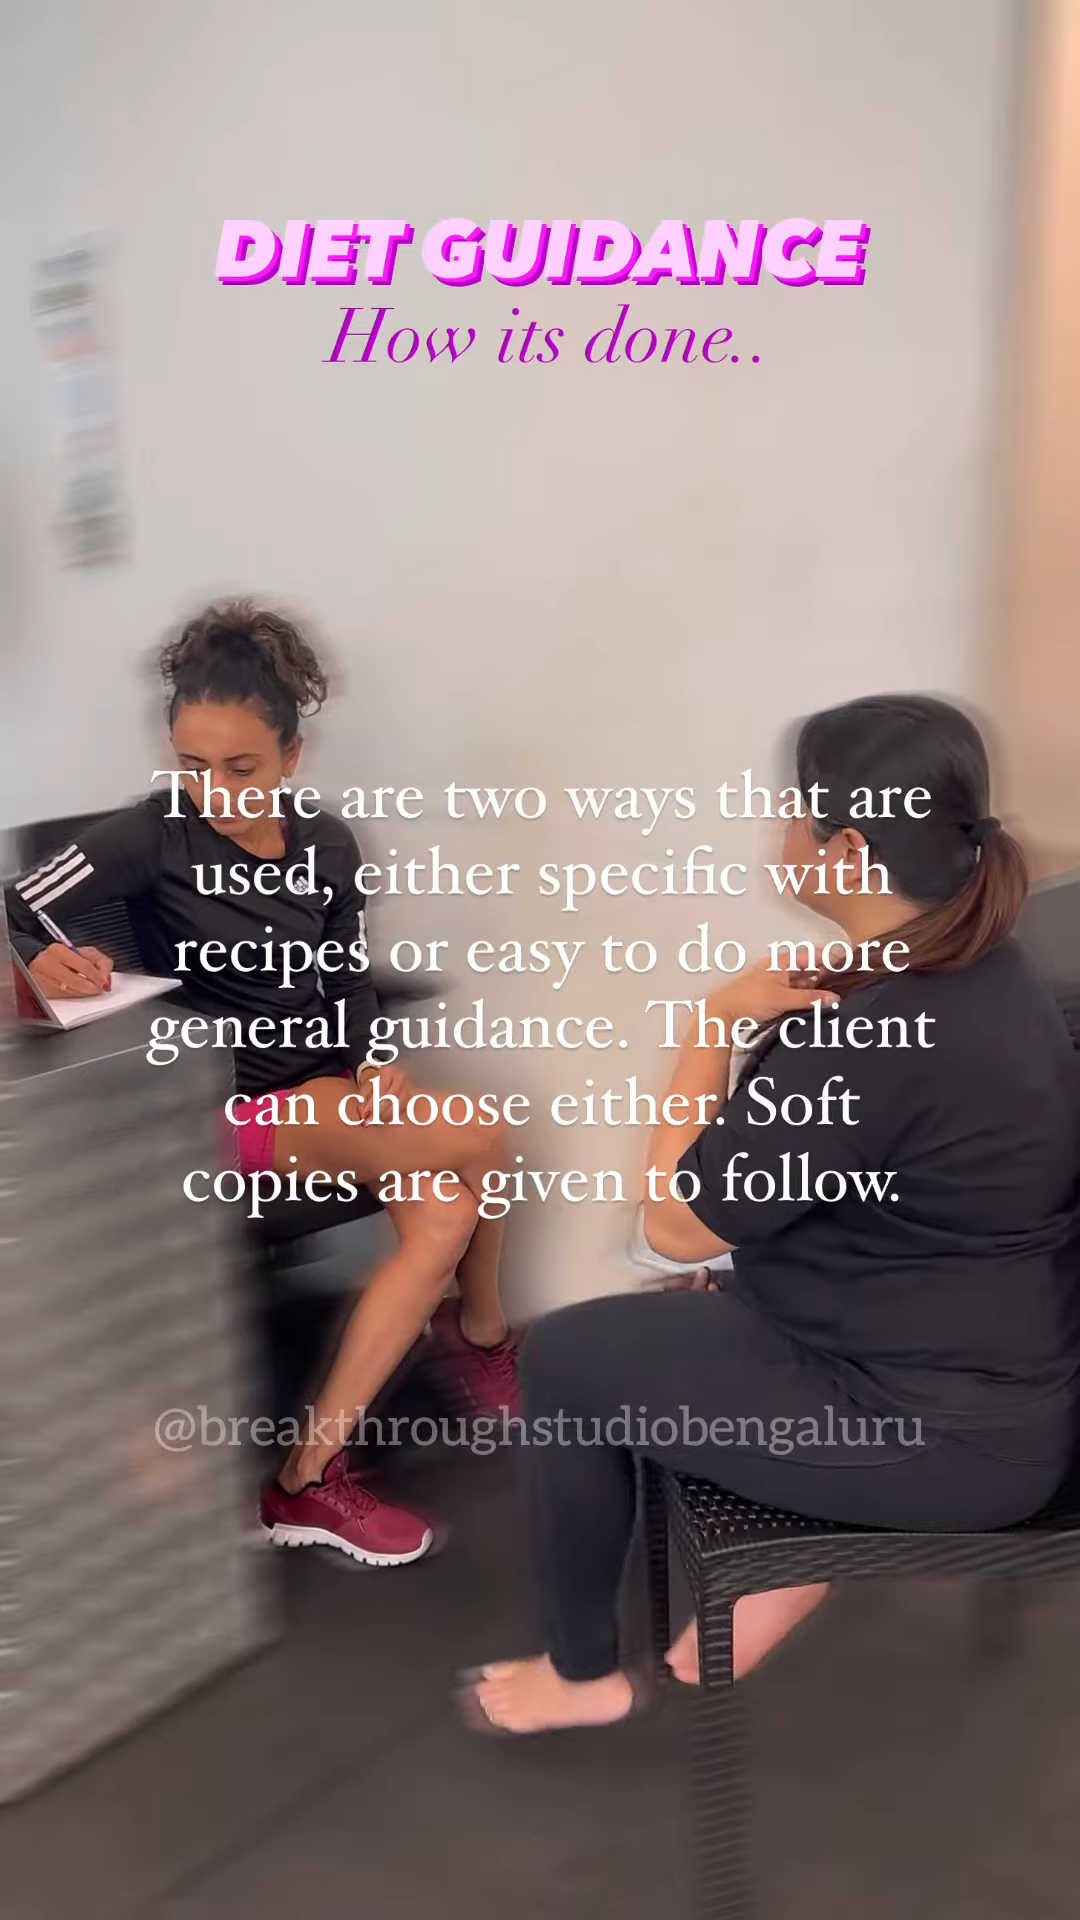 DIET GUIDANCE
How its done..
There are two ways that are
used, either specific with
recipes or easy to do more
general guidance. The client
can choose either. Soft
copies are given to follow.
@breakthroughstudiobengaluru